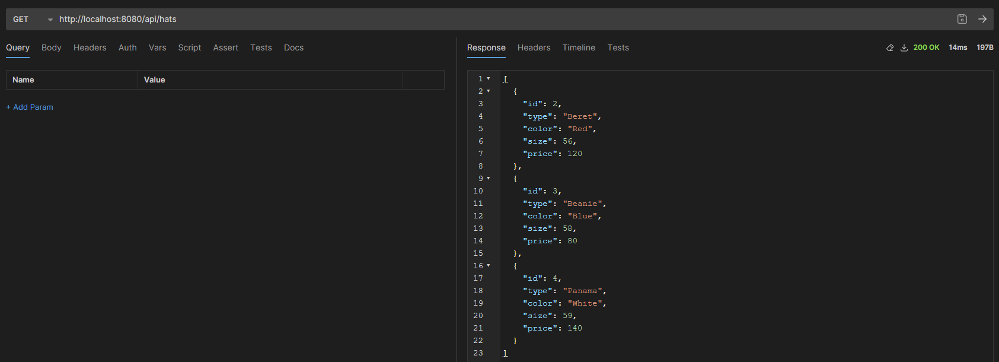 GET http://localhost:8080/api/hats
Query Body Headers Auth Vars Script Assert Tests Docs
Name Value
+ Add Param
Response Headers Timeline Tests 200 OK 14ms 197B
1 [
2 {
3 "id": 2,
4 "type": "Beret",
5 "color": "Red",
6 "size": 56,
7 "price": 120
8 },
9 {
10 "id": 3,
11 "type": "Beanie",
12 "color": "Blue",
13 "size": 58,
14 "price": 80
15 },
16 {
17 "id": 4,
18 "type": "Panama",
19 "color": "White",
20 "size": 59,
21 "price": 140
22 }
23 ]